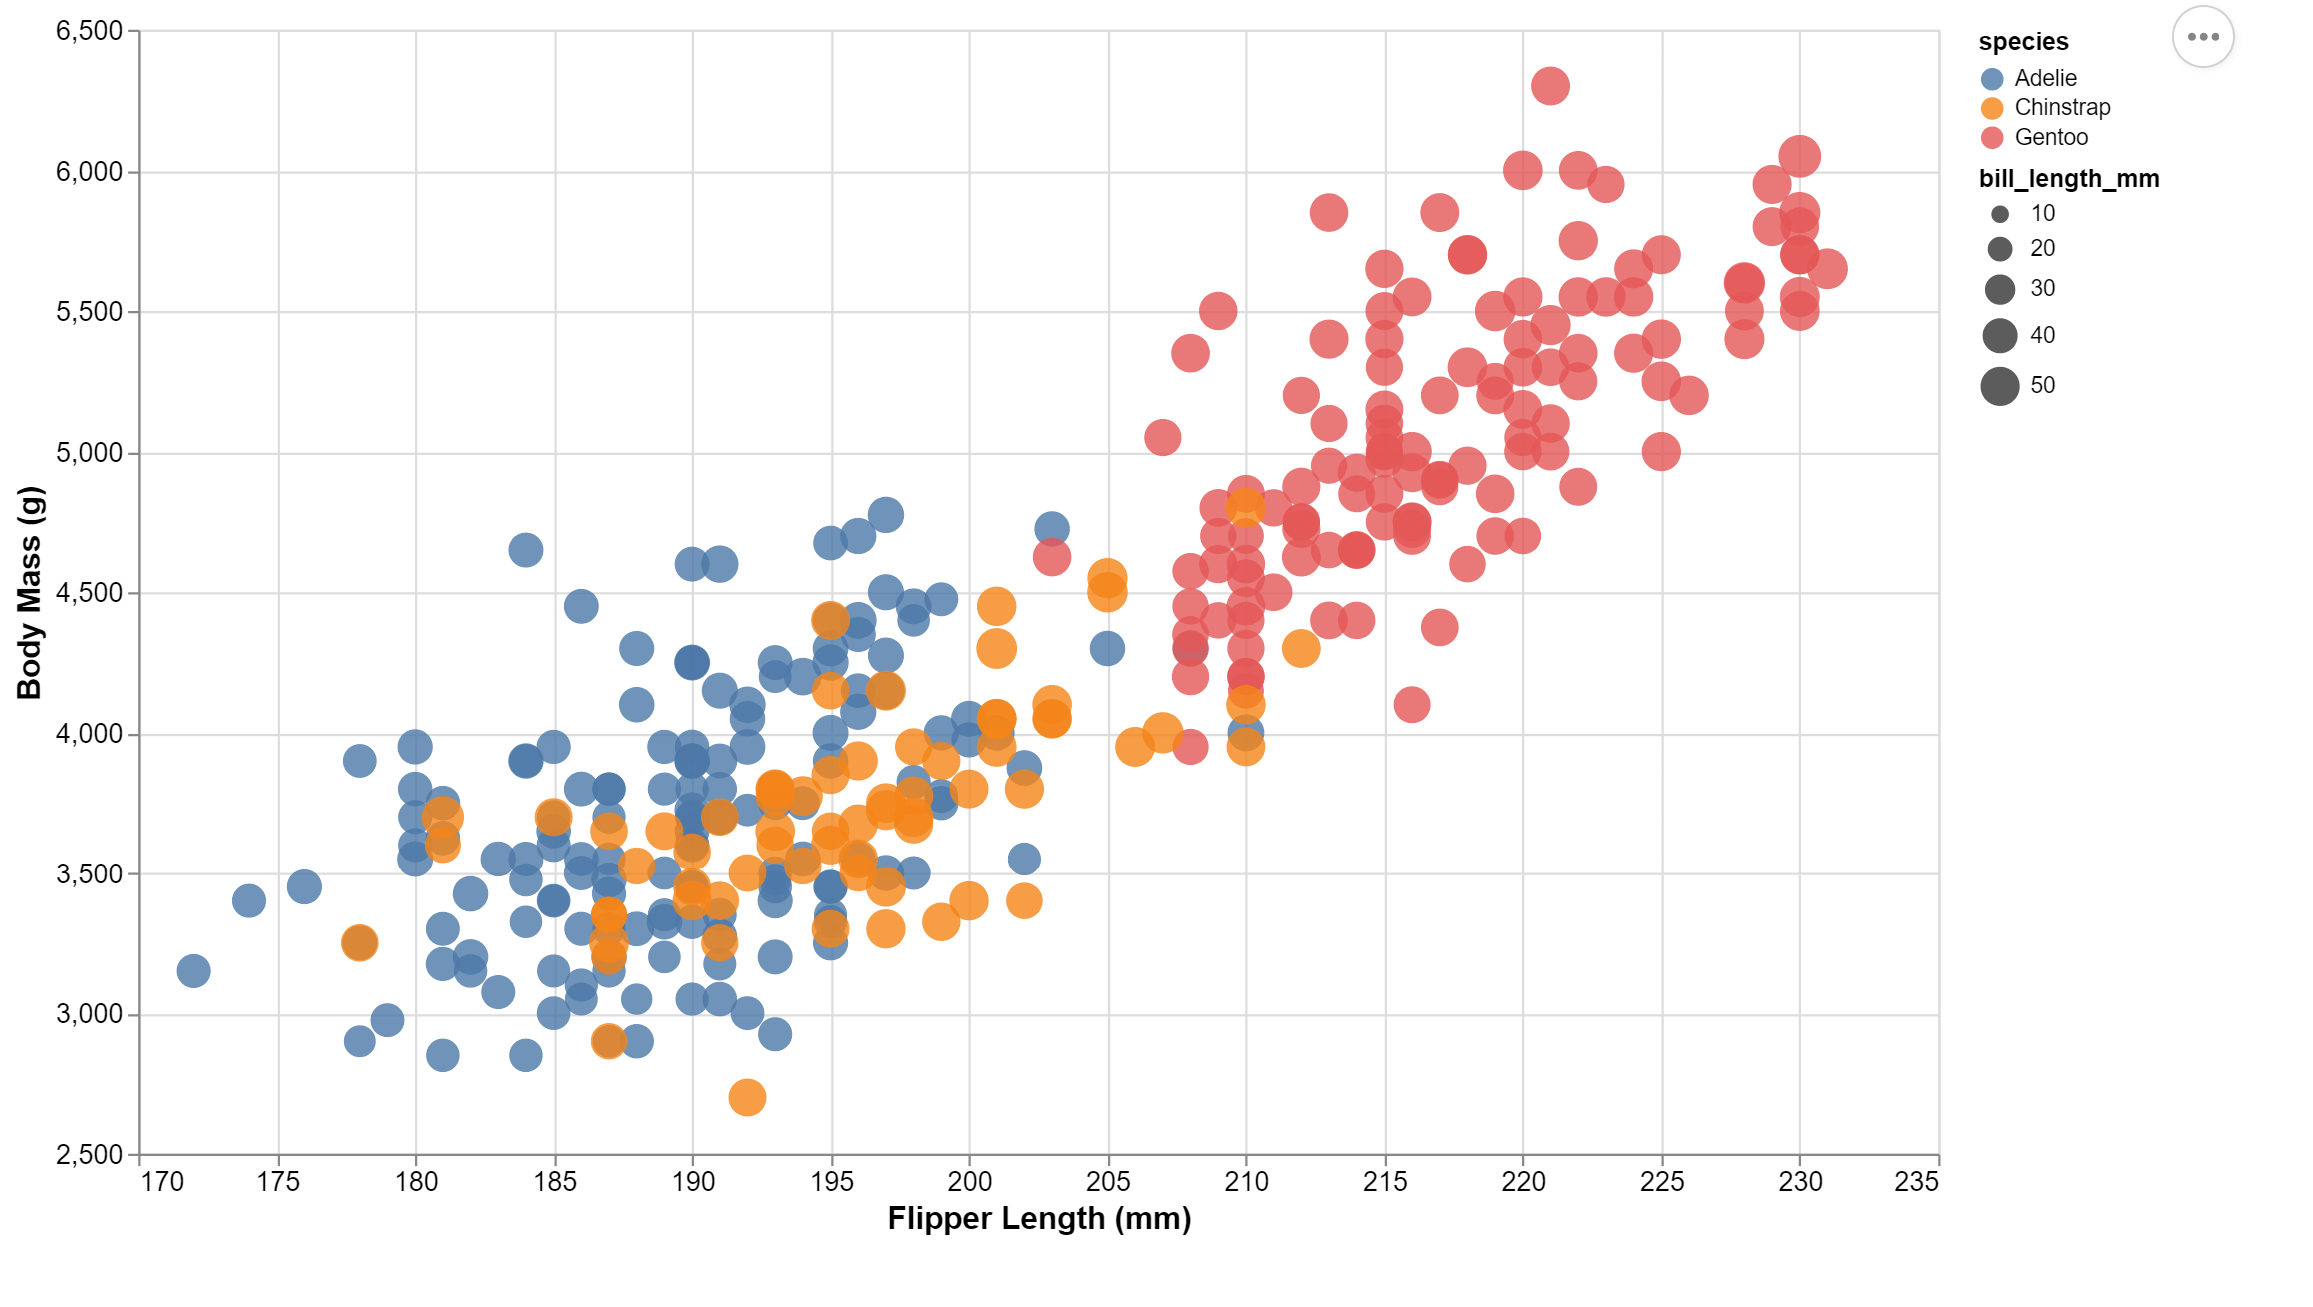 6,500
6,000
5,500
5,000
4,500
4,000
3,500
3,000
2,500
Body Mass (g)
170 175 180 185 190 195 200 205 210 215 220 225 230 235
Flipper Length (mm)
species
Adelie
Chinstrap
Gentoo
bill_length_mm
10
20
30
40
50